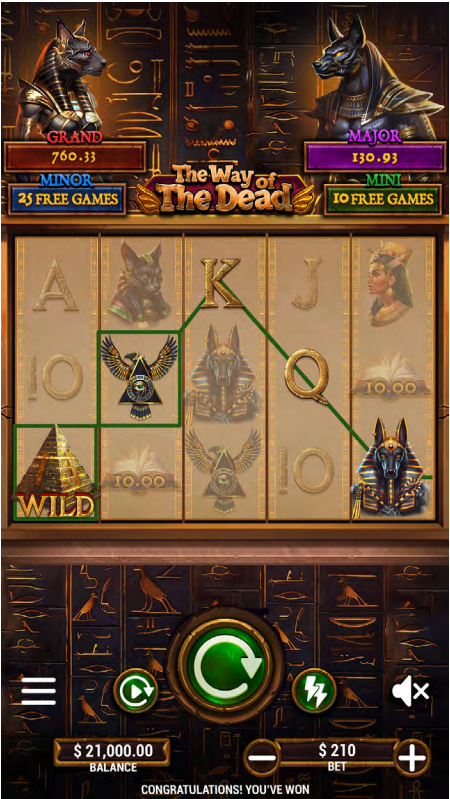 GRAND
760.33
MAJOR
130.93
MINOR
25 FREE GAMES
The Way of
The Dead
MINI
10 FREE GAMES
A
K
J
10
Q
10.00
WILD
10.00
10
$ 21,000.00
BALANCE
$ 210
BET
CONGRATULATIONS! YOU'VE WON